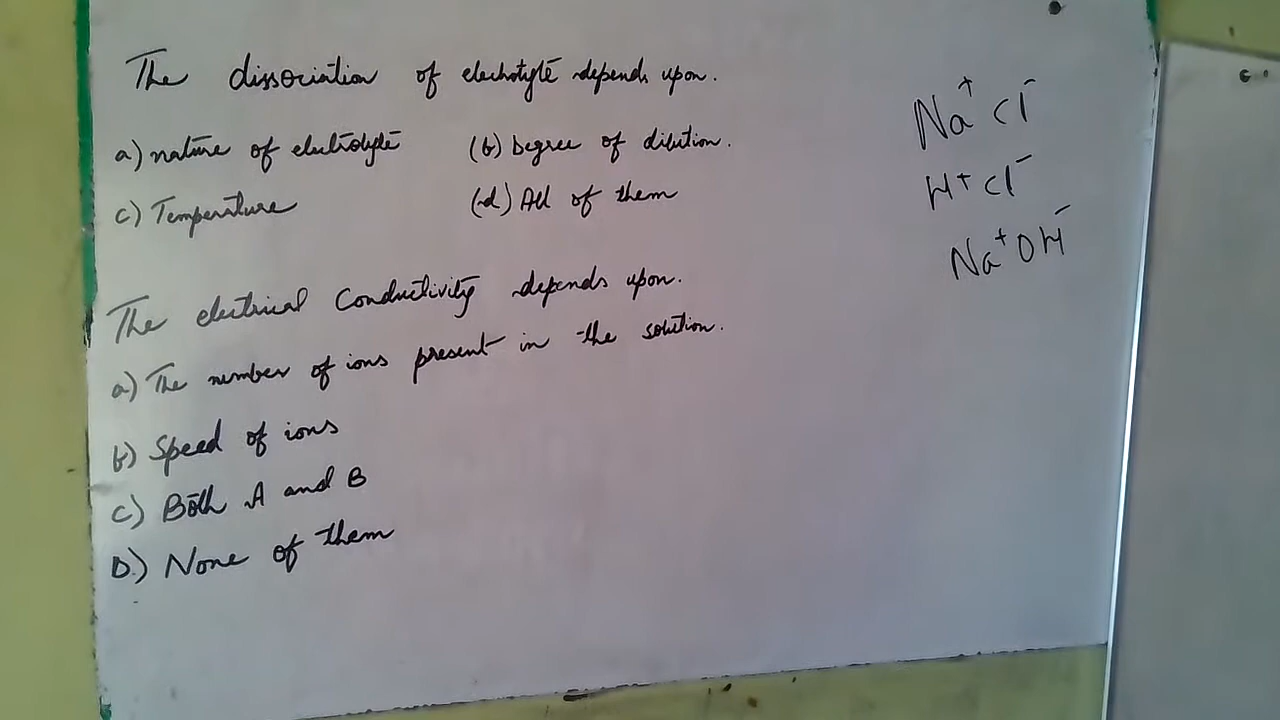 The dissociation of electrolyte depends upon.
a) nature of electrolyte (b) Degree of dilution.
c) Temperature (d) All of them
The electrical Conductivity depends upon.
a) The number of ions present in the solution.
b) Speed of ions
c) Both A and B
D.) None of them
Na⁺Cl⁻
H⁺Cl⁻
Na⁺OH⁻